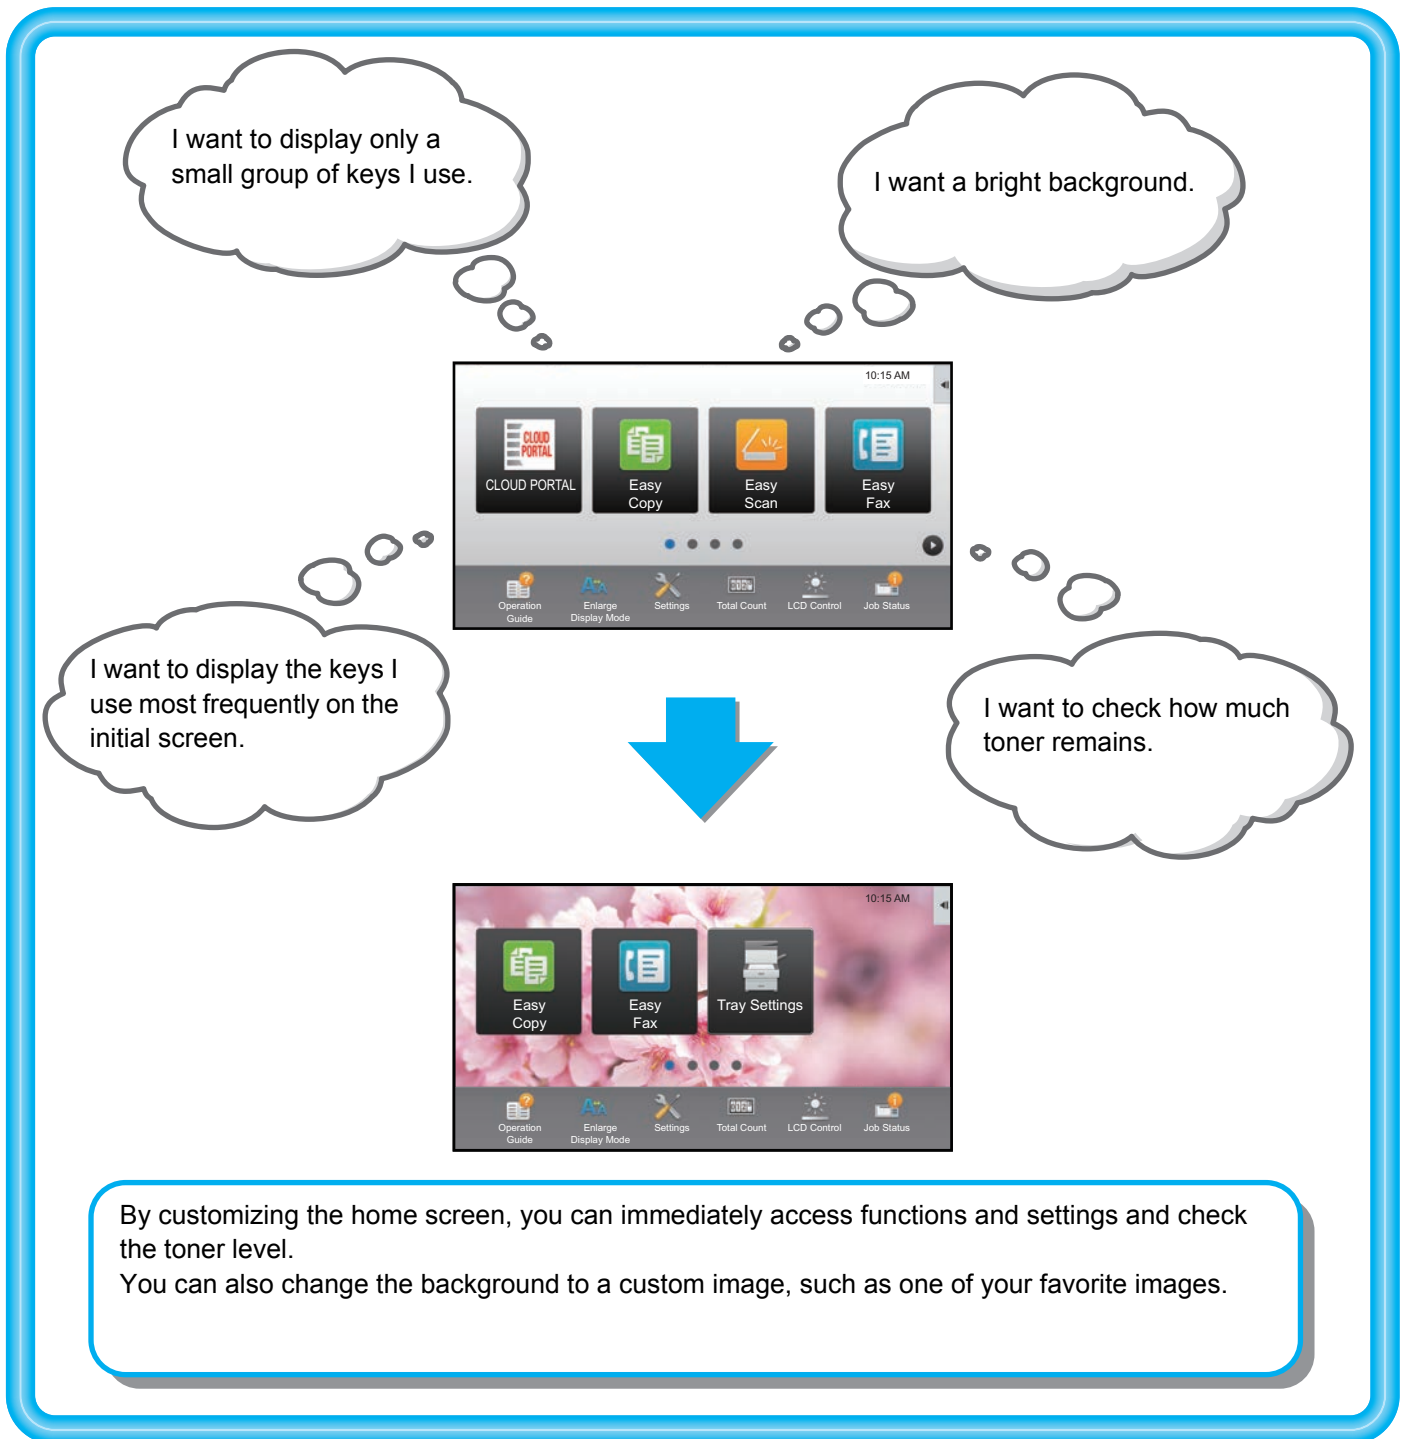 I want to display only a
small group of keys I use.
I want a bright background.
10:15 AM
CLOUD
PORTAL
CLOUD PORTAL
Easy
Copy
Easy
Scan
Easy
Fax
Operation
Guide
Enlarge
Display Mode
Settings
Total Count
LCD Control
Job Status
I want to display the keys I
use most frequently on the
initial screen.
I want to check how much
toner remains.
10:15 AM
Easy
Copy
Easy
Fax
Tray Settings
Operation
Guide
Enlarge
Display Mode
Settings
Total Count
LCD Control
Job Status
By customizing the home screen, you can immediately access functions and settings and check
the toner level.
You can also change the background to a custom image, such as one of your favorite images.